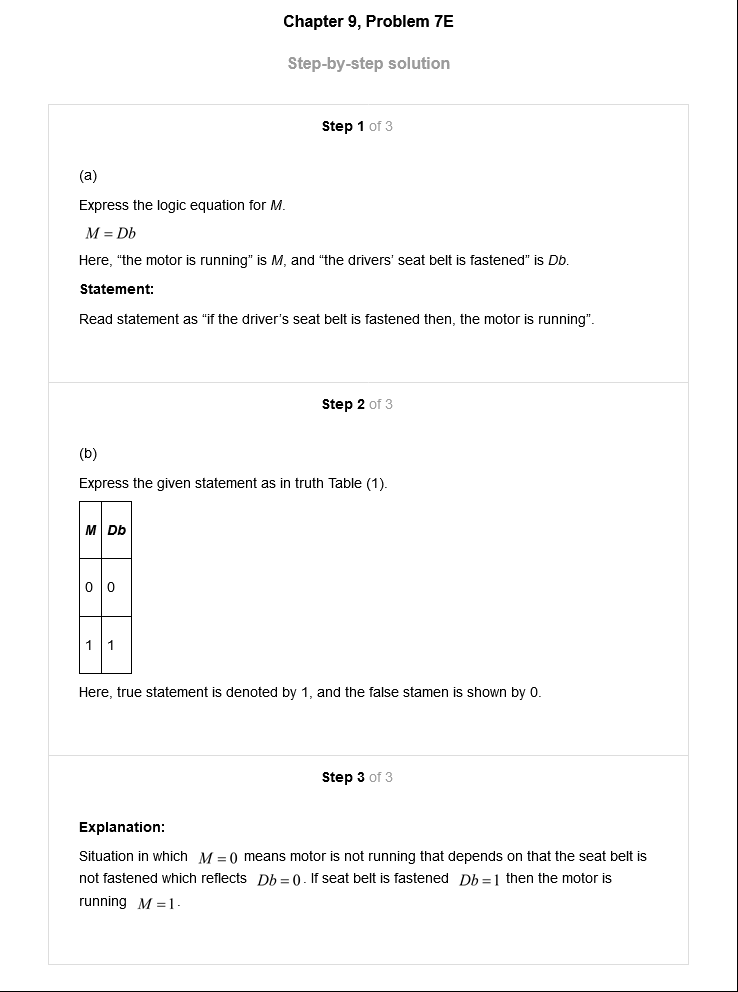 Chapter 9, Problem 7E
Step-by-step solution
Step 1 of 3
(a)
Express the logic equation for M.
M = Db
Here, “the motor is running” is M, and “the drivers’ seat belt is fastened” is Db.
Statement:
Read statement as “if the driver’s seat belt is fastened then, the motor is running”.
Step 2 of 3
(b)
Express the given statement as in truth Table (1).
M Db
0 0
1 1
Here, true statement is denoted by 1, and the false stamen is shown by 0.
Step 3 of 3
Explanation:
Situation in which M = 0 means motor is not running that depends on that the seat belt is
not fastened which reflects Db = 0. If seat belt is fastened Db = 1 then the motor is
running M = 1.